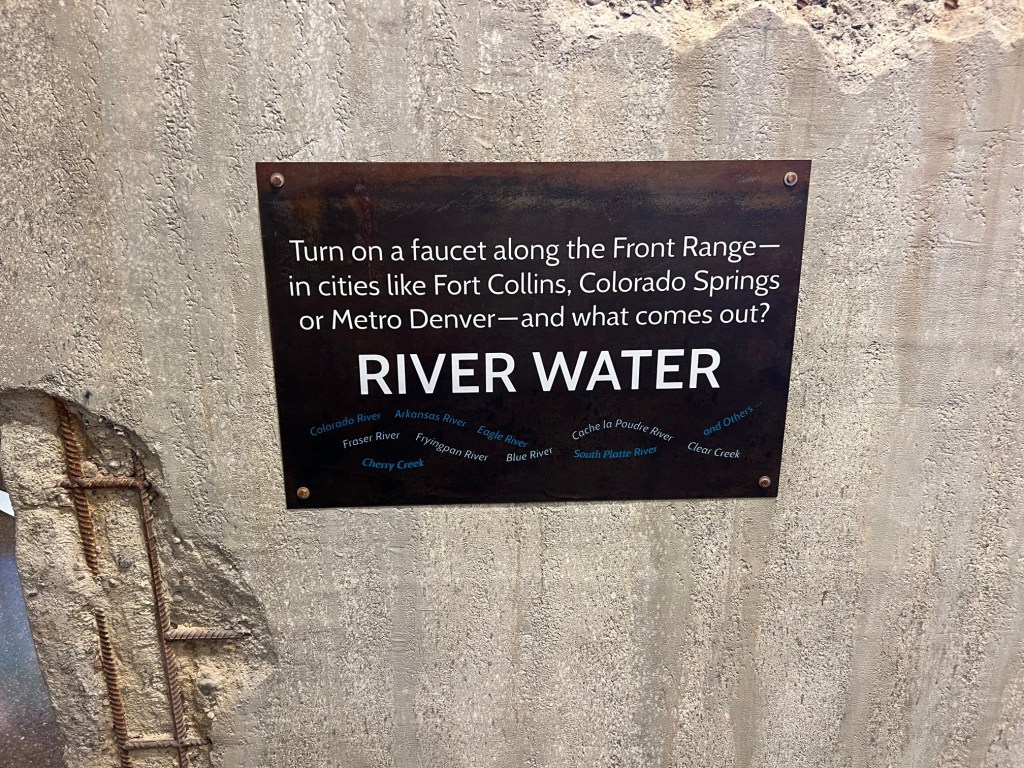 Turn on a faucet along the Front Range—
in cities like Fort Collins, Colorado Springs
or Metro Denver—and what comes out?
RIVER WATER
Colorado River Arkansas River Eagle River Cache la Poudre River and Others...
Fraser River Fryingpan River Blue River Clear Creek
Cherry Creek South Platte River